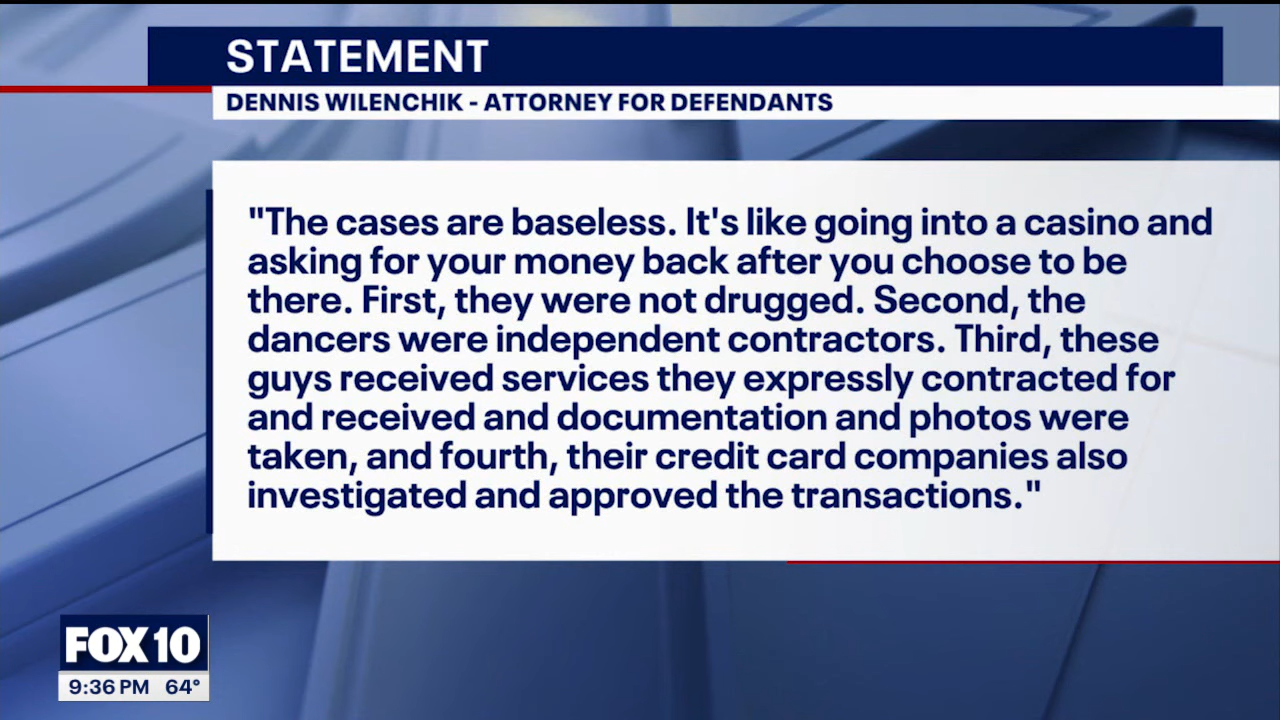 STATEMENT
DENNIS WILENCHIK - ATTORNEY FOR DEFENDANTS
"The cases are baseless. It's like going into a casino and
asking for your money back after you choose to be
there. First, they were not drugged. Second, the
dancers were independent contractors. Third, these
guys received services they expressly contracted for
and received and documentation and photos were
taken, and fourth, their credit card companies also
investigated and approved the transactions."
FOX 10
9:36 PM 64°